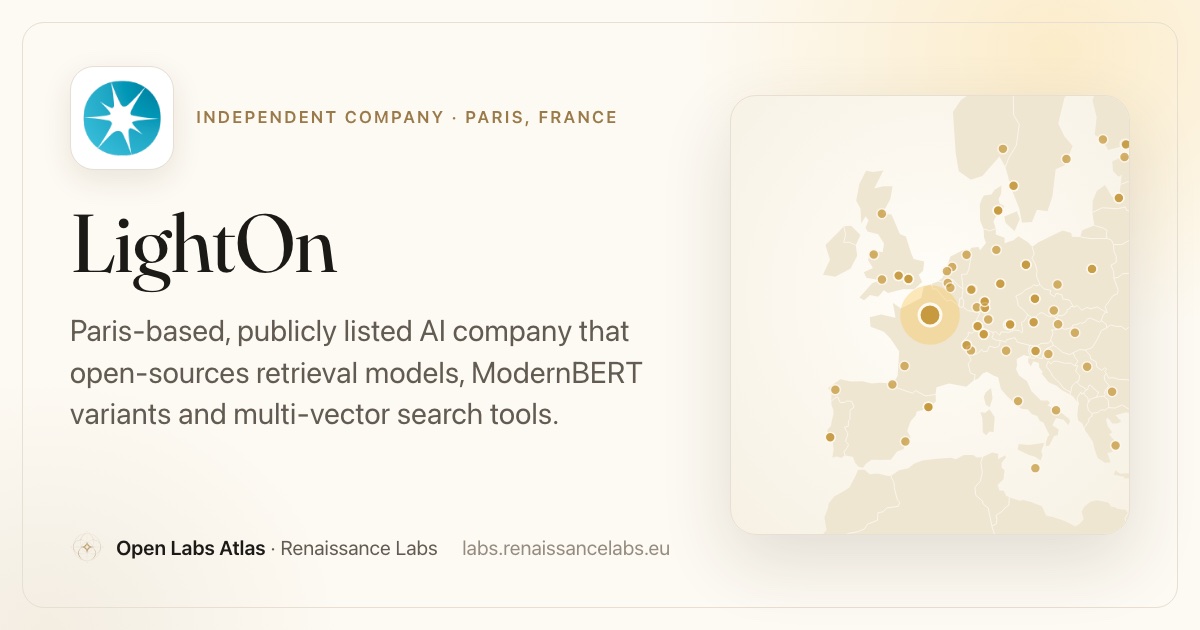 INDEPENDENT COMPANY · PARIS, FRANCE
LightOn
Paris-based, publicly listed AI company that
open-sources retrieval models, ModernBERT
variants and multi-vector search tools.
Open Labs Atlas · Renaissance Labs labs.renaissancelabs.eu